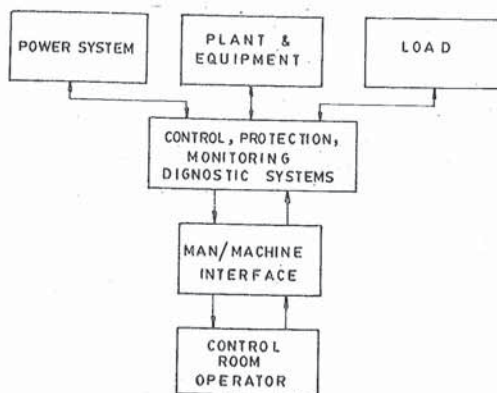 POWER SYSTEM
PLANT &
EQUIPMENT
LOAD
CONTROL, PROTECTION,
MONITORING
DIGNOSTIC SYSTEMS
MAN/MACHINE
INTERFACE
CONTROL
ROOM
OPERATOR